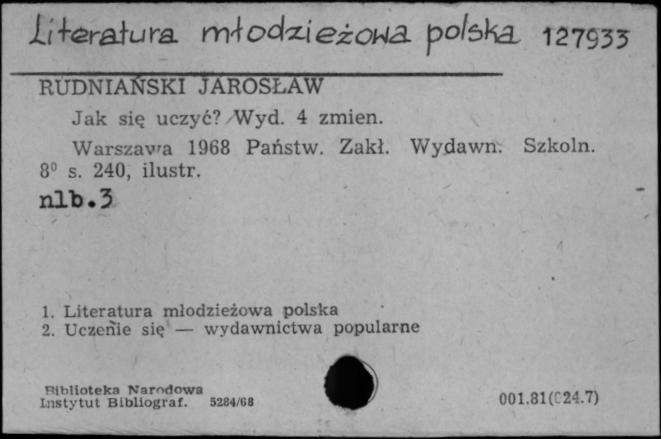 Literatura młodzieżowa polska 127933
RUDNIAŃSKI JAROSŁAW
Jak się uczyć? Wyd. 4 zmien.
Warszawa 1968 Państw. Zakł. Wydawn. Szkoln.
8° s. 240, ilustr.
nlb.3
1. Literatura młodzieżowa polska
2. Uczenie się — wydawnictwa popularne
Biblioteka Narodowa
Instytut Bibliograf. 5284/68
001.81(024.7)